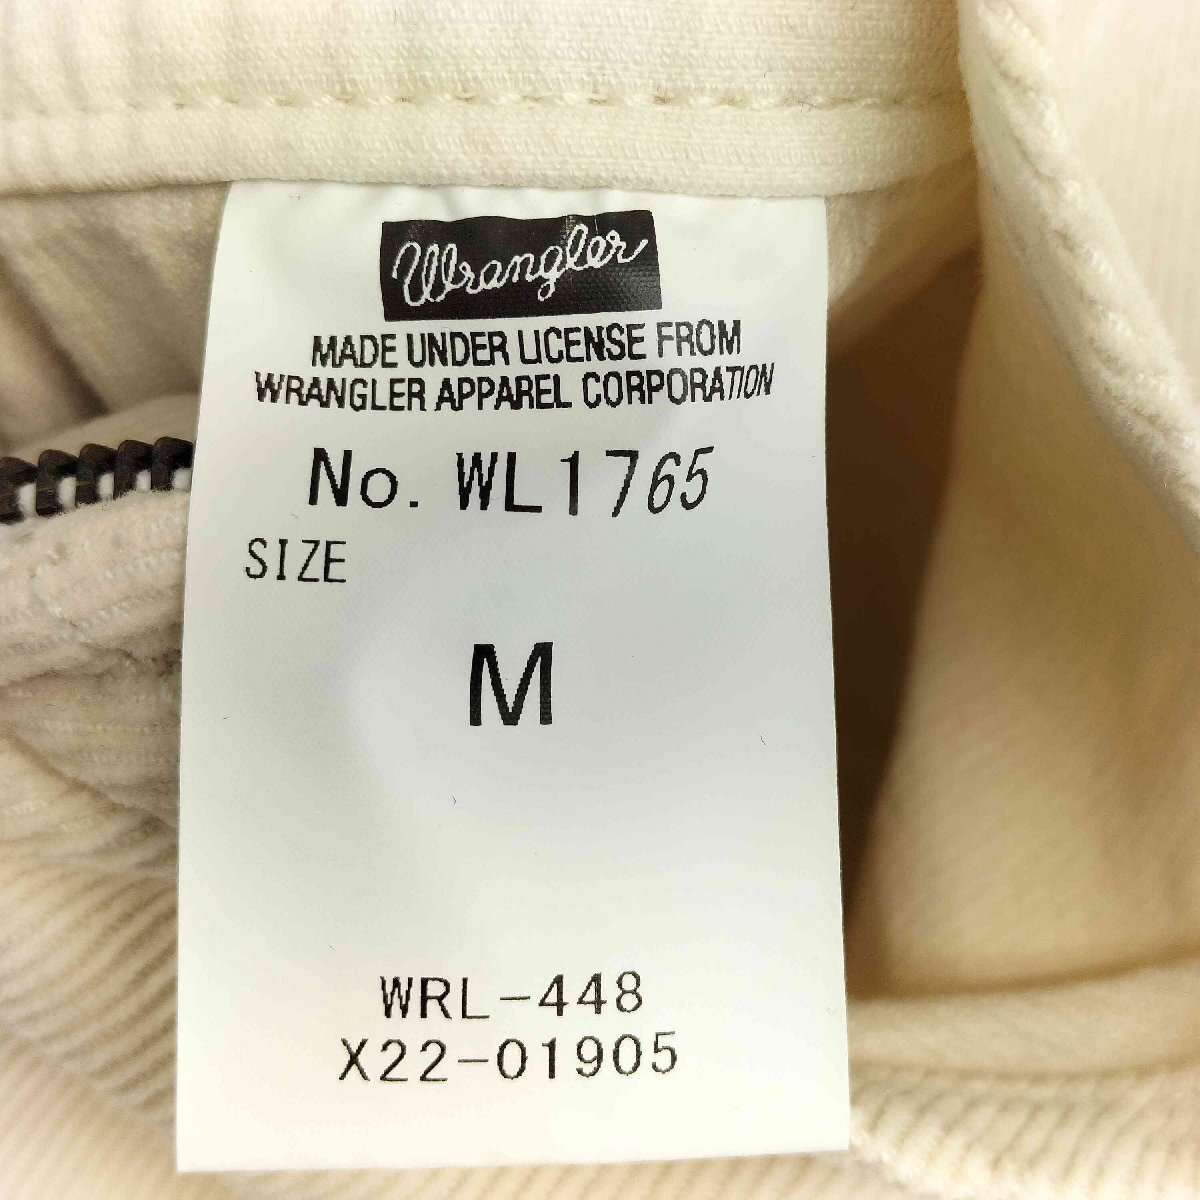 Wrangler
MADE UNDER LICENSE FROM
WRANGLER APPAREL CORPORATION
No. WL1765
SIZE
M
WRL-448
X22-01905